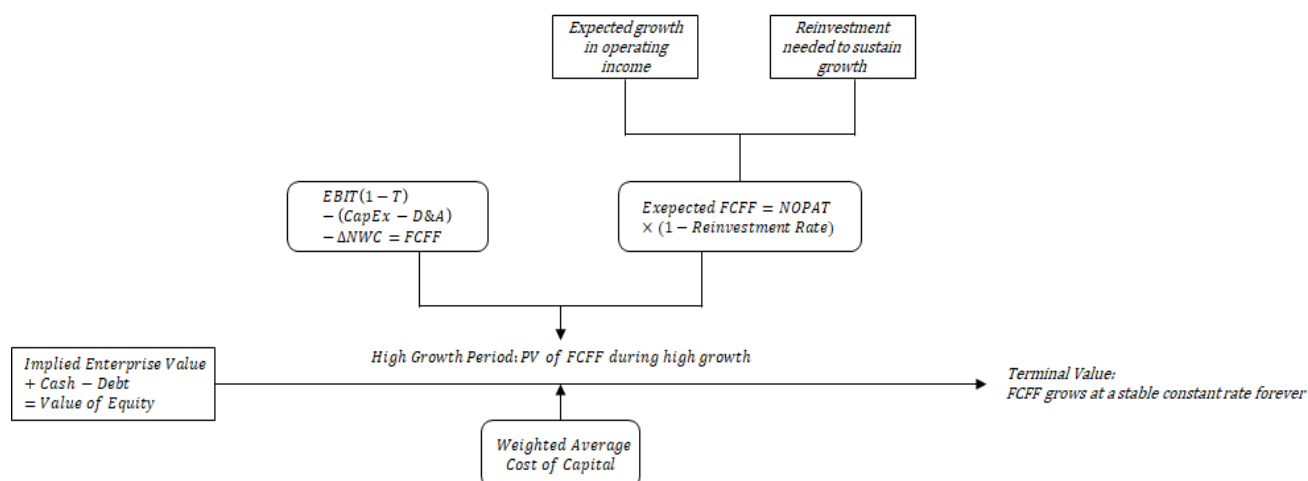 Expected growth
in operating
income
Reinvestment
needed to sustain
growth
EBIT(1 − T)
− (CapEx − D&A)
− ΔNWC = FCFF
Exepected FCFF = NOPAT
× (1 − Reinvestment Rate)
High Growth Period: PV of FCFF during high growth
Implied Enterprise Value
+ Cash − Debt
= Value of Equity
Terminal Value:
FCFF grows at a stable constant rate forever
Weighted Average
Cost of Capital